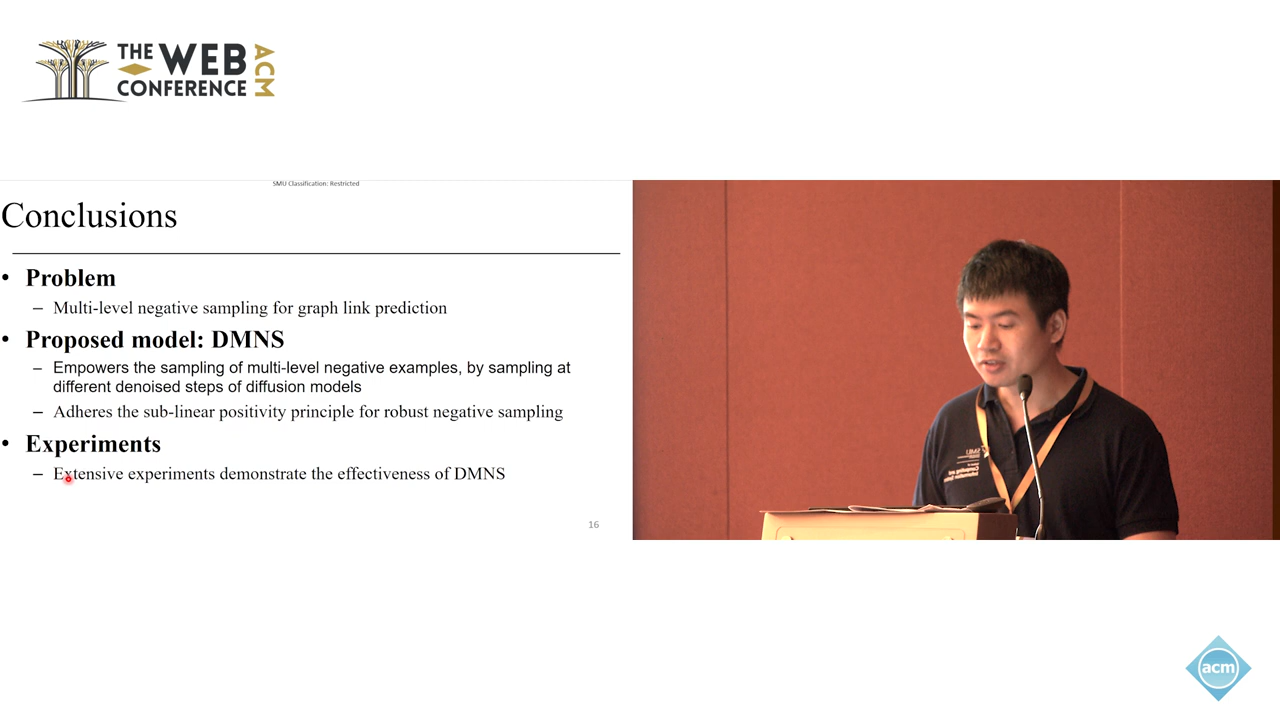 THE WEB
CONFERENCE
ACM
SMU Classification: Restricted
Conclusions
• Problem
– Multi-level negative sampling for graph link prediction
• Proposed model: DMNS
– Empowers the sampling of multi-level negative examples, by sampling at
different denoised steps of diffusion models
– Adheres the sub-linear positivity principle for robust negative sampling
• Experiments
– Extensive experiments demonstrate the effectiveness of DMNS
16
SMU
acm